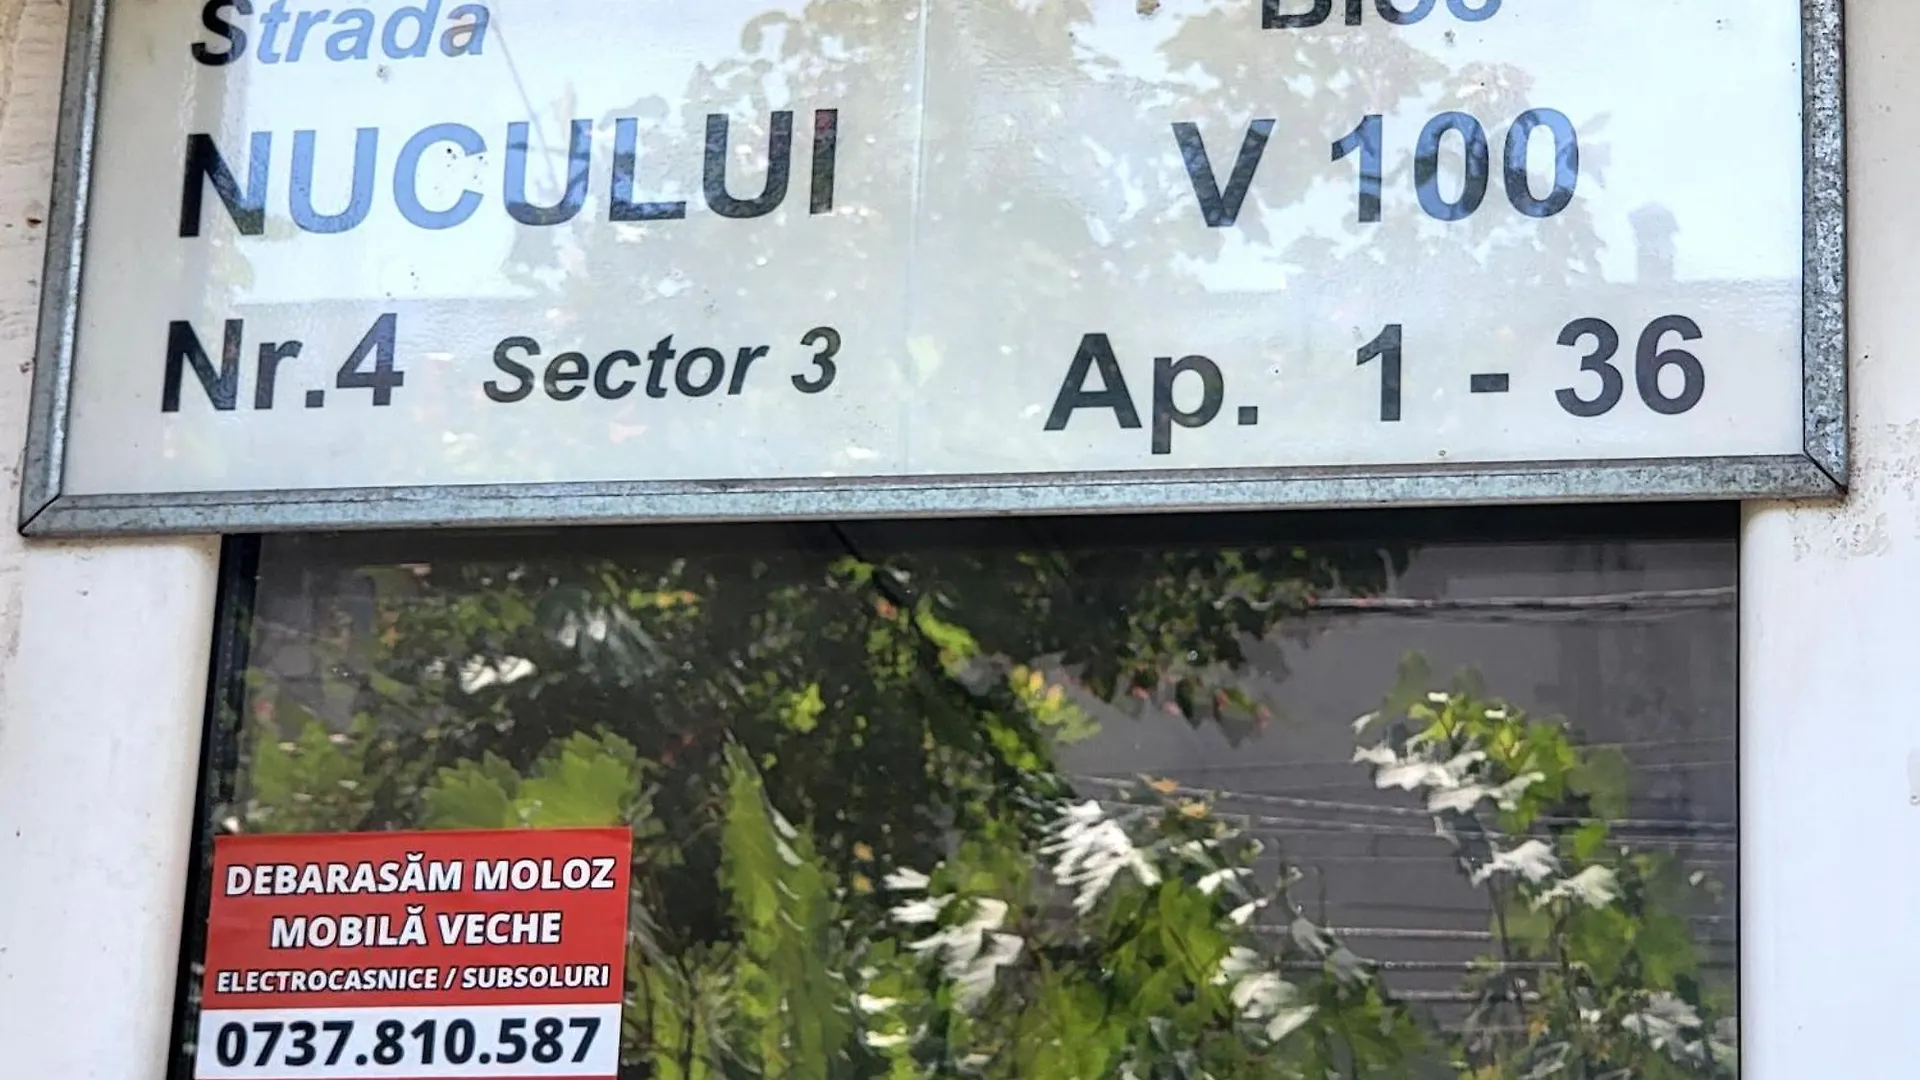 Strada
NUCULUI
Nr.4 Sector 3
Bloc
V 100
Ap. 1 - 36
DEBARASĂM MOLOZ
MOBILĂ VECHE
ELECTROCASNICE / SUBSOLURI
0737.810.587